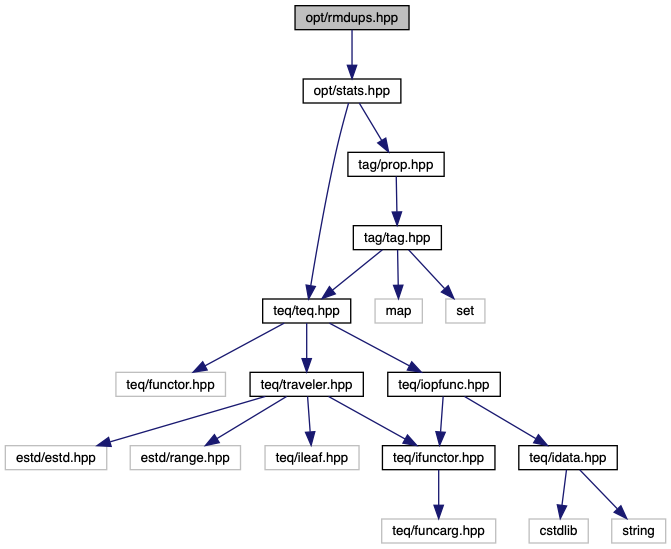 opt/rmdups.hpp
opt/stats.hpp
tag/prop.hpp
tag/tag.hpp
teq/teq.hpp
map
set
teq/functor.hpp
teq/traveler.hpp
teq/iopfunc.hpp
estd/estd.hpp
estd/range.hpp
teq/ileaf.hpp
teq/ifunctor.hpp
teq/idata.hpp
teq/funcarg.hpp
cstdlib
string